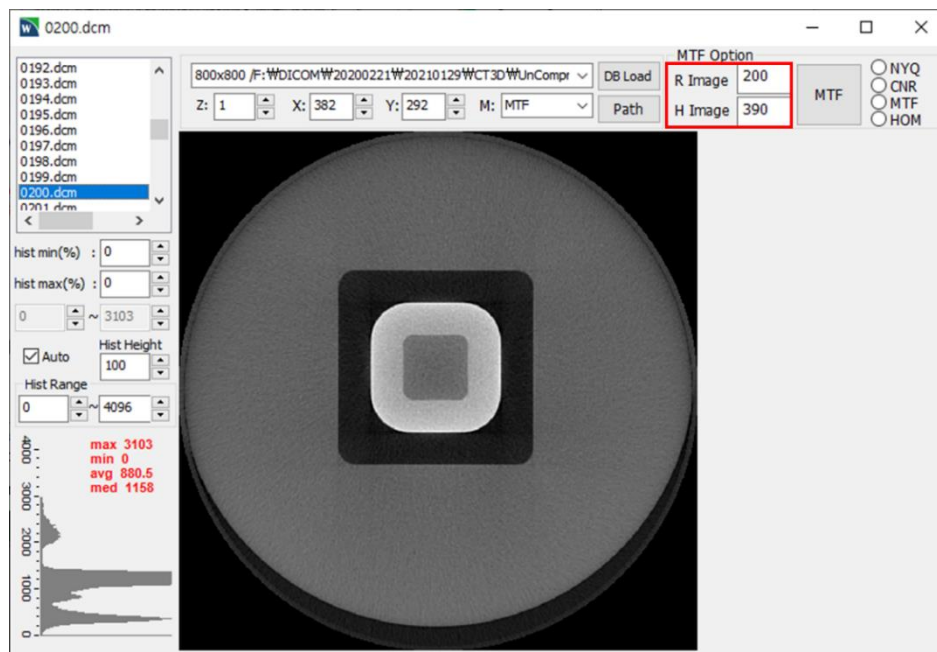 0200.dcm
0192.dcm
0193.dcm
0194.dcm
0195.dcm
0196.dcm
0197.dcm
0198.dcm
0199.dcm
0200.dcm
0201.dcm
800x800 /F:₩DICOM₩20200221₩20210129₩CT3D₩UnCompr
DB Load
Z: 1 X: 382 Y: 292 M: MTF
Path
MTF Option
R Image 200
H Image 390
MTF
NYQ
CNR
MTF
HOM
hist min(%) : 0
hist max(%) : 0
0 ~ 3103
Auto
Hist Height
100
Hist Range
0 ~ 4096
max 3103
min 0
avg 880.5
med 1158
4000
3000
2000
1000
0